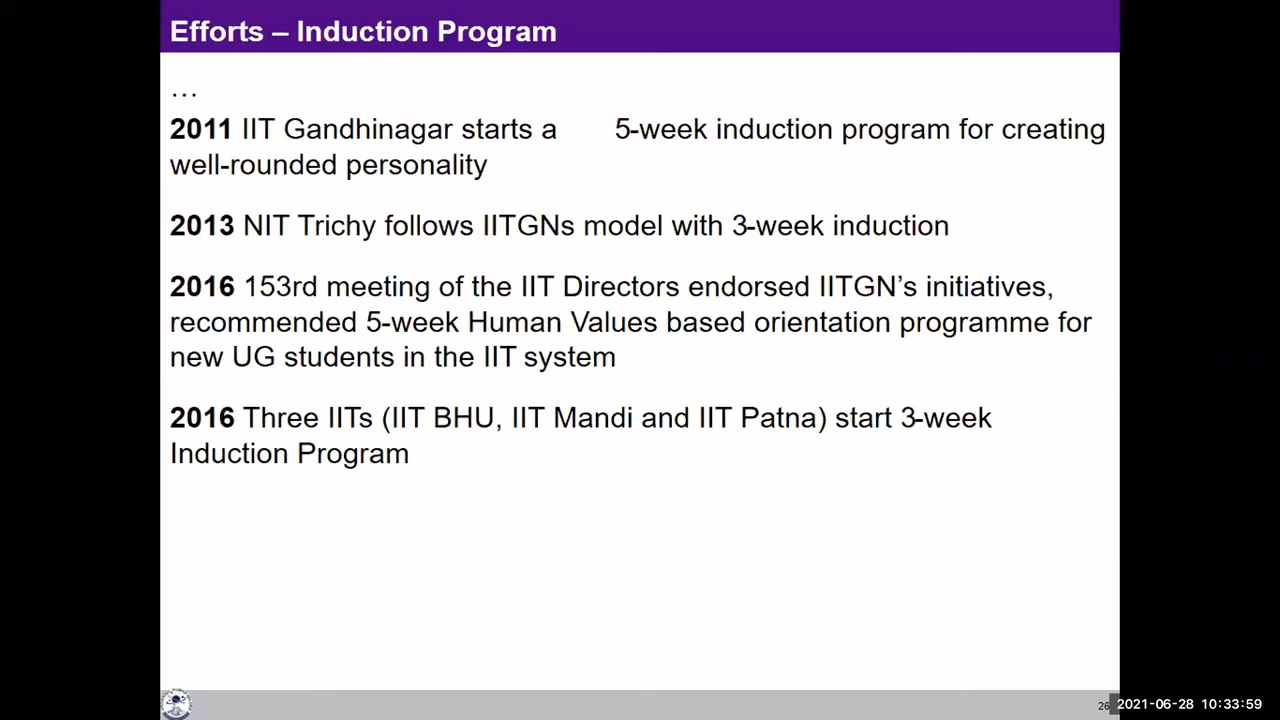 Efforts – Induction Program
…
2011 IIT Gandhinagar starts a 5-week induction program for creating
well-rounded personality
2013 NIT Trichy follows IITGNs model with 3-week induction
2016 153rd meeting of the IIT Directors endorsed IITGN’s initiatives,
recommended 5-week Human Values based orientation programme for
new UG students in the IIT system
2016 Three IITs (IIT BHU, IIT Mandi and IIT Patna) start 3-week
Induction Program
26
2021-06-28 10:33:59